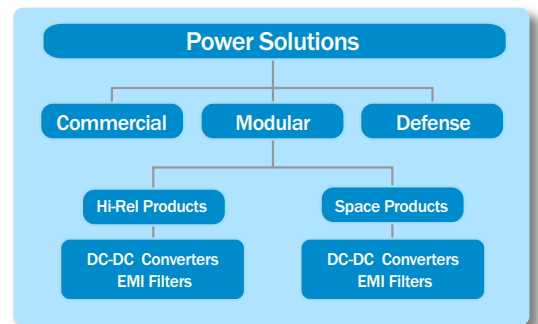 Power Solutions
Commercial
Modular
Defense
Hi-Rel Products
Space Products
DC-DC Converters
EMI Filters
DC-DC Converters
EMI Filters